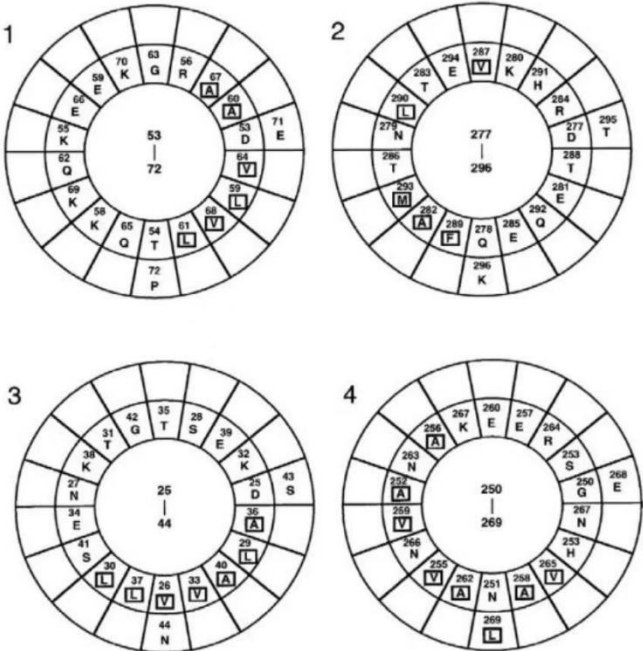 1
63 G
56 R
67 A
60 A
53 D
71 E
64 V
59 L
68 V
61 L
54 T
72 P
65 Q
58 K
69 K
62 Q
55 K
66 E
59 E
70 K
53
72
2
287 V
280 K
291 H
284 R
277 D
295 T
288 T
281 E
292 Q
285 E
278 Q
296 K
289 F
282 A
293 M
286 T
279 N
290 L
283 T
294 E
277
296
3
35 T
28 S
39 E
32 K
25 D
43 S
36 A
29 L
40 A
33 V
26 V
44 N
37 L
30 L
41 S
34 E
27 N
38 K
31 T
42 G
25
44
4
260 E
257 E
264 R
253 S
250 G
268 E
267 N
253 H
265 V
258 A
251 N
269 L
262 A
255 V
266 N
259 V
252 A
263 N
256 A
267 K
250
269